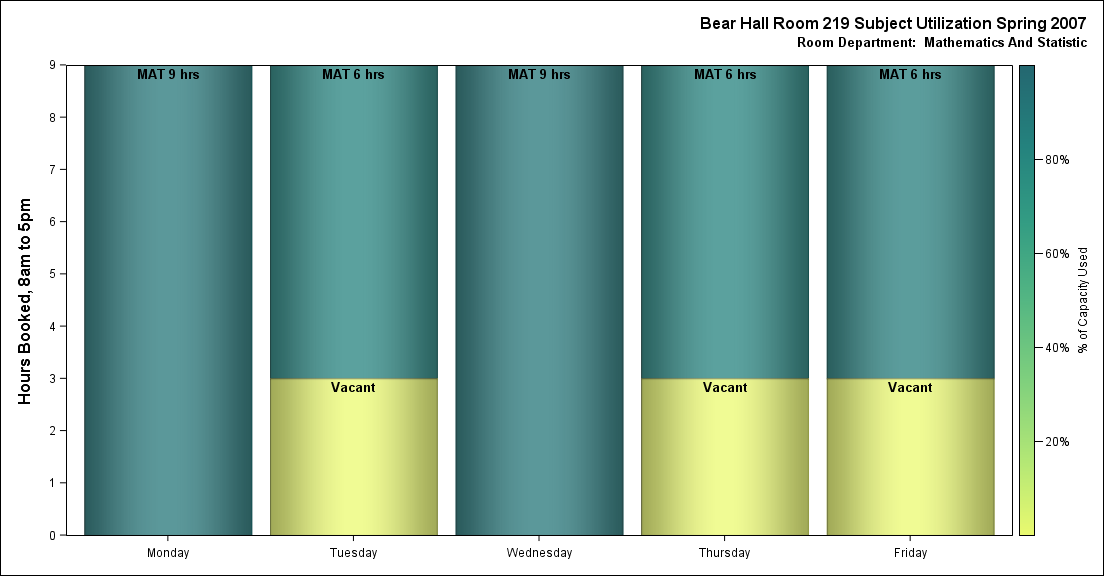 Bear Hall Room 219 Subject Utilization Spring 2007
Room Department:  Mathematics And Statistic
Hours Booked, 8am to 5pm
9
8
7
6
5
4
3
2
1
0
MAT 9 hrs
MAT 6 hrs
MAT 9 hrs
MAT 6 hrs
MAT 6 hrs
Vacant
Vacant
Vacant
Monday
Tuesday
Wednesday
Thursday
Friday
80%
60%
40%
20%
% of Capacity Used